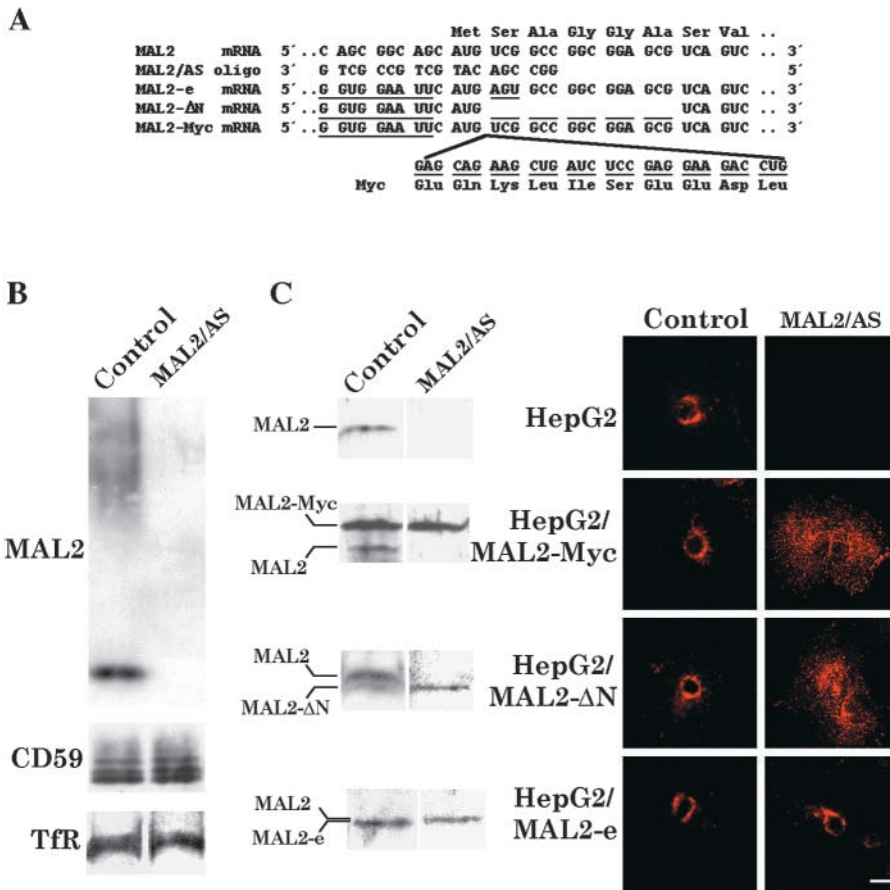 A
Met Ser Ala Gly Gly Ala Ser Val ..
MAL2 mRNA 5´..C AGC GGC AGC AUG UCG GCC GGC GGA GCG UCA GUC .. 3´
MAL2/AS oligo 3´ G TCG CCG TCG TAC AGC CGG 5´
MAL2-e mRNA 5´..G GUG GAA UUC AUG AGU GCC GGC GGA GCG UCA GUC .. 3´
MAL2-ΔN mRNA 5´..G GUG GAA UUC AUG UCA GUC .. 3´
MAL2-Myc mRNA 5´..G GUG GAA UUC AUG UCG GCC GGC GGA GCG UCA GUC .. 3´
GAG CAG AAG CUG AUC UCC GAG GAA GAC CUG
Myc Glu Gln Lys Leu Ile Ser Glu Glu Asp Leu
B
Control
MAL2/AS
MAL2
CD59
TfR
C
Control
MAL2/AS
MAL2
MAL2-Myc
MAL2
MAL2
MAL2-ΔN
MAL2
MAL2-e
Control
MAL2/AS
HepG2
HepG2/
MAL2-Myc
HepG2/
MAL2-ΔN
HepG2/
MAL2-e